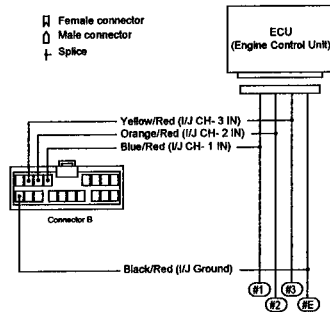 Female connector
Male connector
Splice
ECU
(Engine Control Unit)
Yellow/Red (I/J CH- 3 IN)
Orange/Red (I/J CH- 2 IN)
Blue/Red (I/J CH- 1 IN)
Connector B
Black/Red (I/J Ground)
#1
#3
#2
#E